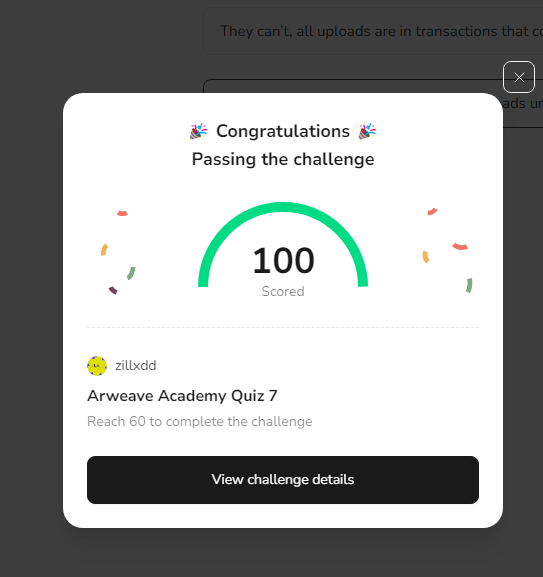 They can't, all uploads are in transactions that co
ads un
Congratulations
Passing the challenge
100
Scored
zillxdd
Arweave Academy Quiz 7
Reach 60 to complete the challenge
View challenge details